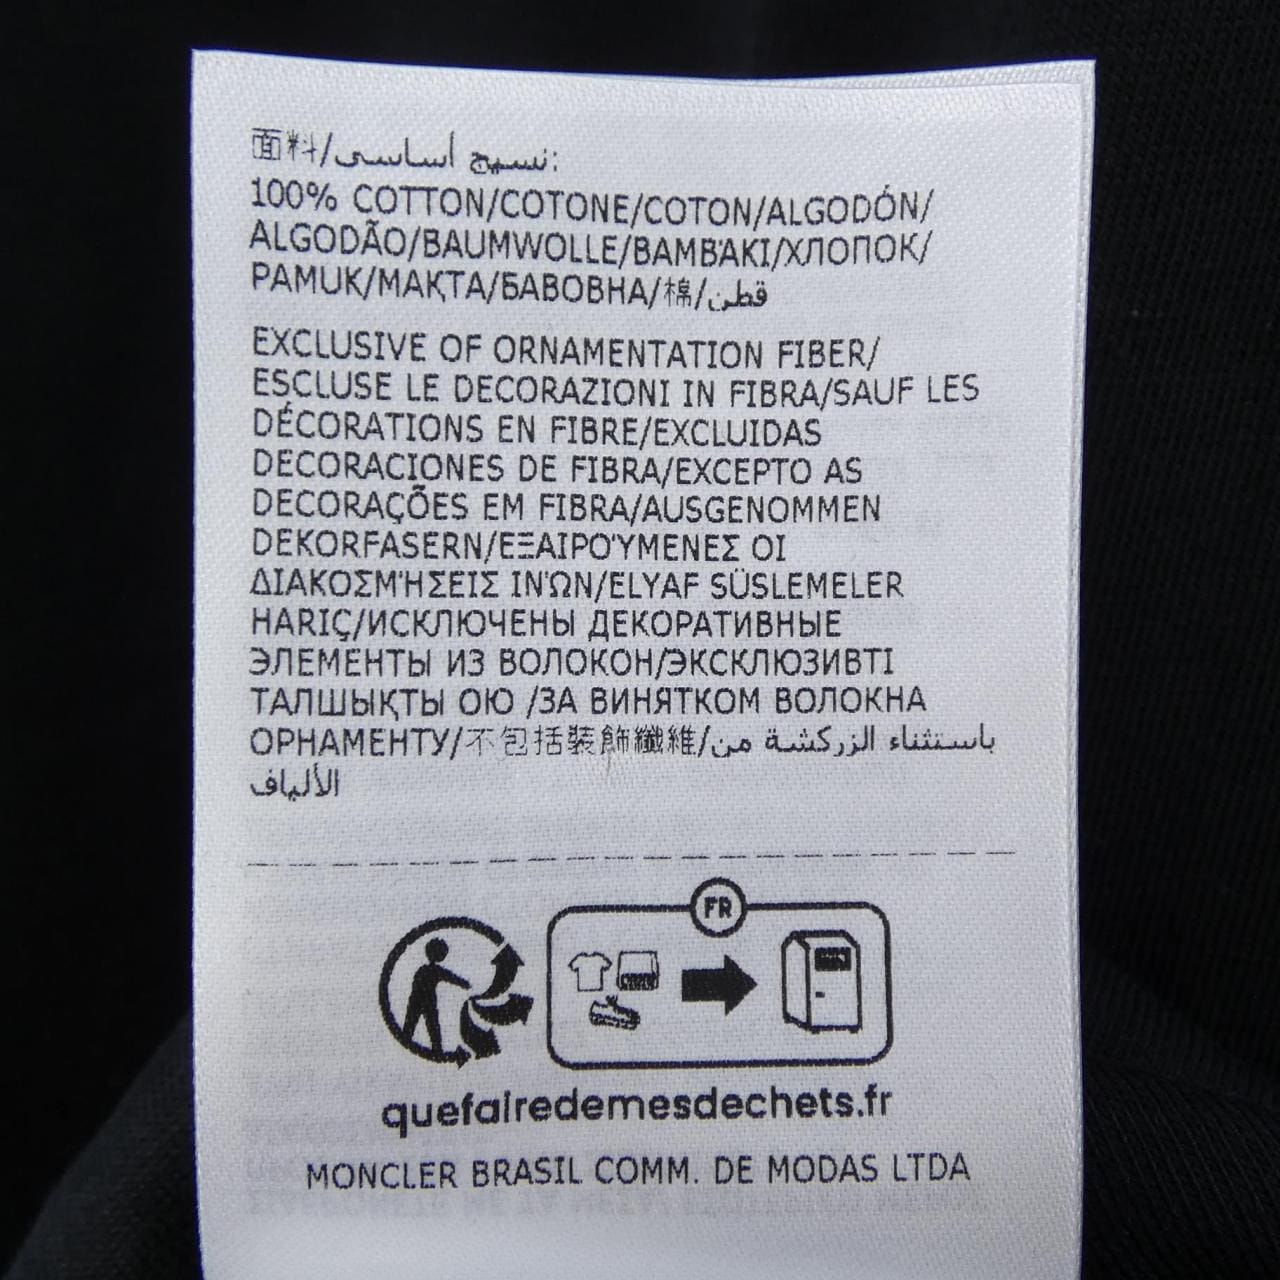 面料/نسيج أساسي:
100% COTTON/COTONE/COTON/ALGODÓN/
ALGODÃO/BAUMWOLLE/ΒΑΜΒΆΚΙ/ХЛОПОК/
PAMUK/МАҚТА/БАВОВНА/棉/قطن
EXCLUSIVE OF ORNAMENTATION FIBER/
ESCLUSE LE DECORAZIONI IN FIBRA/SAUF LES
DÉCORATIONS EN FIBRE/EXCLUIDAS
DECORACIONES DE FIBRA/EXCEPTO AS
DECORAÇÕES EM FIBRA/AUSGENOMMEN
DEKORFASERN/ΕΞΑΙΡΟΎΜΕΝΕΣ ΟΙ
ΔΙΑΚΟΣΜΉΣΕΙΣ ΙΝΏΝ/ELYAF SÜSLEMELER
HARIÇ/ИСКЛЮЧЕНЫ ДЕКОРАТИВНЫЕ
ЭЛЕМЕНТЫ ИЗ ВОЛОКОН/ЭКСКЛЮЗИВТІ
ТАЛШЫҚТЫ ОЮ /ЗА ВИНЯТКОМ ВОЛОКНА
ОРНАМЕНТУ/不包括裝飾纖維/باستثناء الزركشة من
الألياف
FR
quefairedemesdechets.fr
MONCLER BRASIL COMM. DE MODAS LTDA